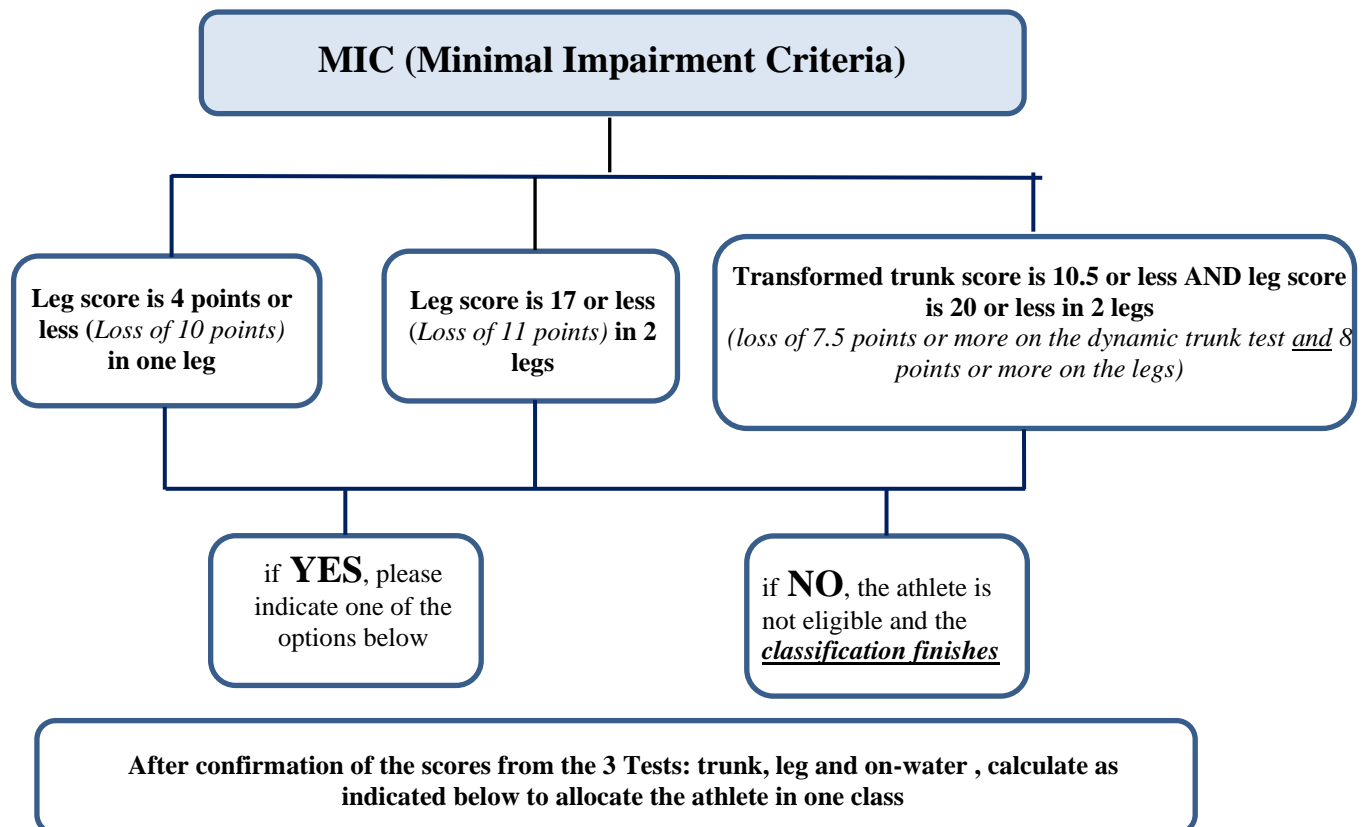 MIC (Minimal Impairment Criteria)
Leg score is 4 points or
less (Loss of 10 points)
in one leg
Leg score is 17 or less
(Loss of 11 points) in 2
legs
Transformed trunk score is 10.5 or less AND leg score
is 20 or less in 2 legs
(loss of 7.5 points or more on the dynamic trunk test and 8
points or more on the legs)
if YES, please
indicate one of the
options below
if NO, the athlete is
not eligible and the
classification finishes
After confirmation of the scores from the 3 Tests: trunk, leg and on-water , calculate as
indicated below to allocate the athlete in one class